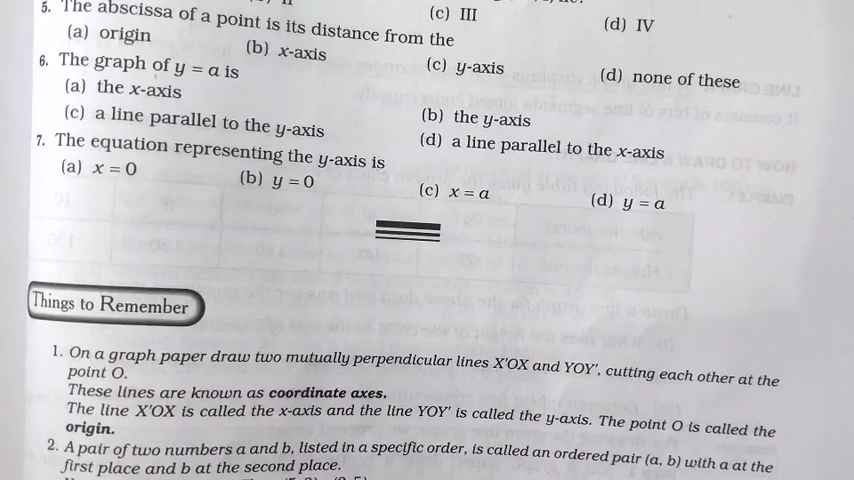 (c) III
(d) IV
5. The abscissa of a point is its distance from the
(a) origin (b) x-axis (c) y-axis (d) none of these
6. The graph of y = a is
(a) the x-axis (b) the y-axis
(c) a line parallel to the y-axis (d) a line parallel to the x-axis
7. The equation representing the y-axis is
(a) x = 0 (b) y = 0 (c) x = a (d) y = a
Things to Remember
1. On a graph paper draw two mutually perpendicular lines X'OX and YOY', cutting each other at the
point O.
These lines are known as coordinate axes.
The line X'OX is called the x-axis and the line YOY' is called the y-axis. The point O is called the
origin.
2. A pair of two numbers a and b, listed in a specific order, is called an ordered pair (a, b) with a at the
first place and b at the second place.